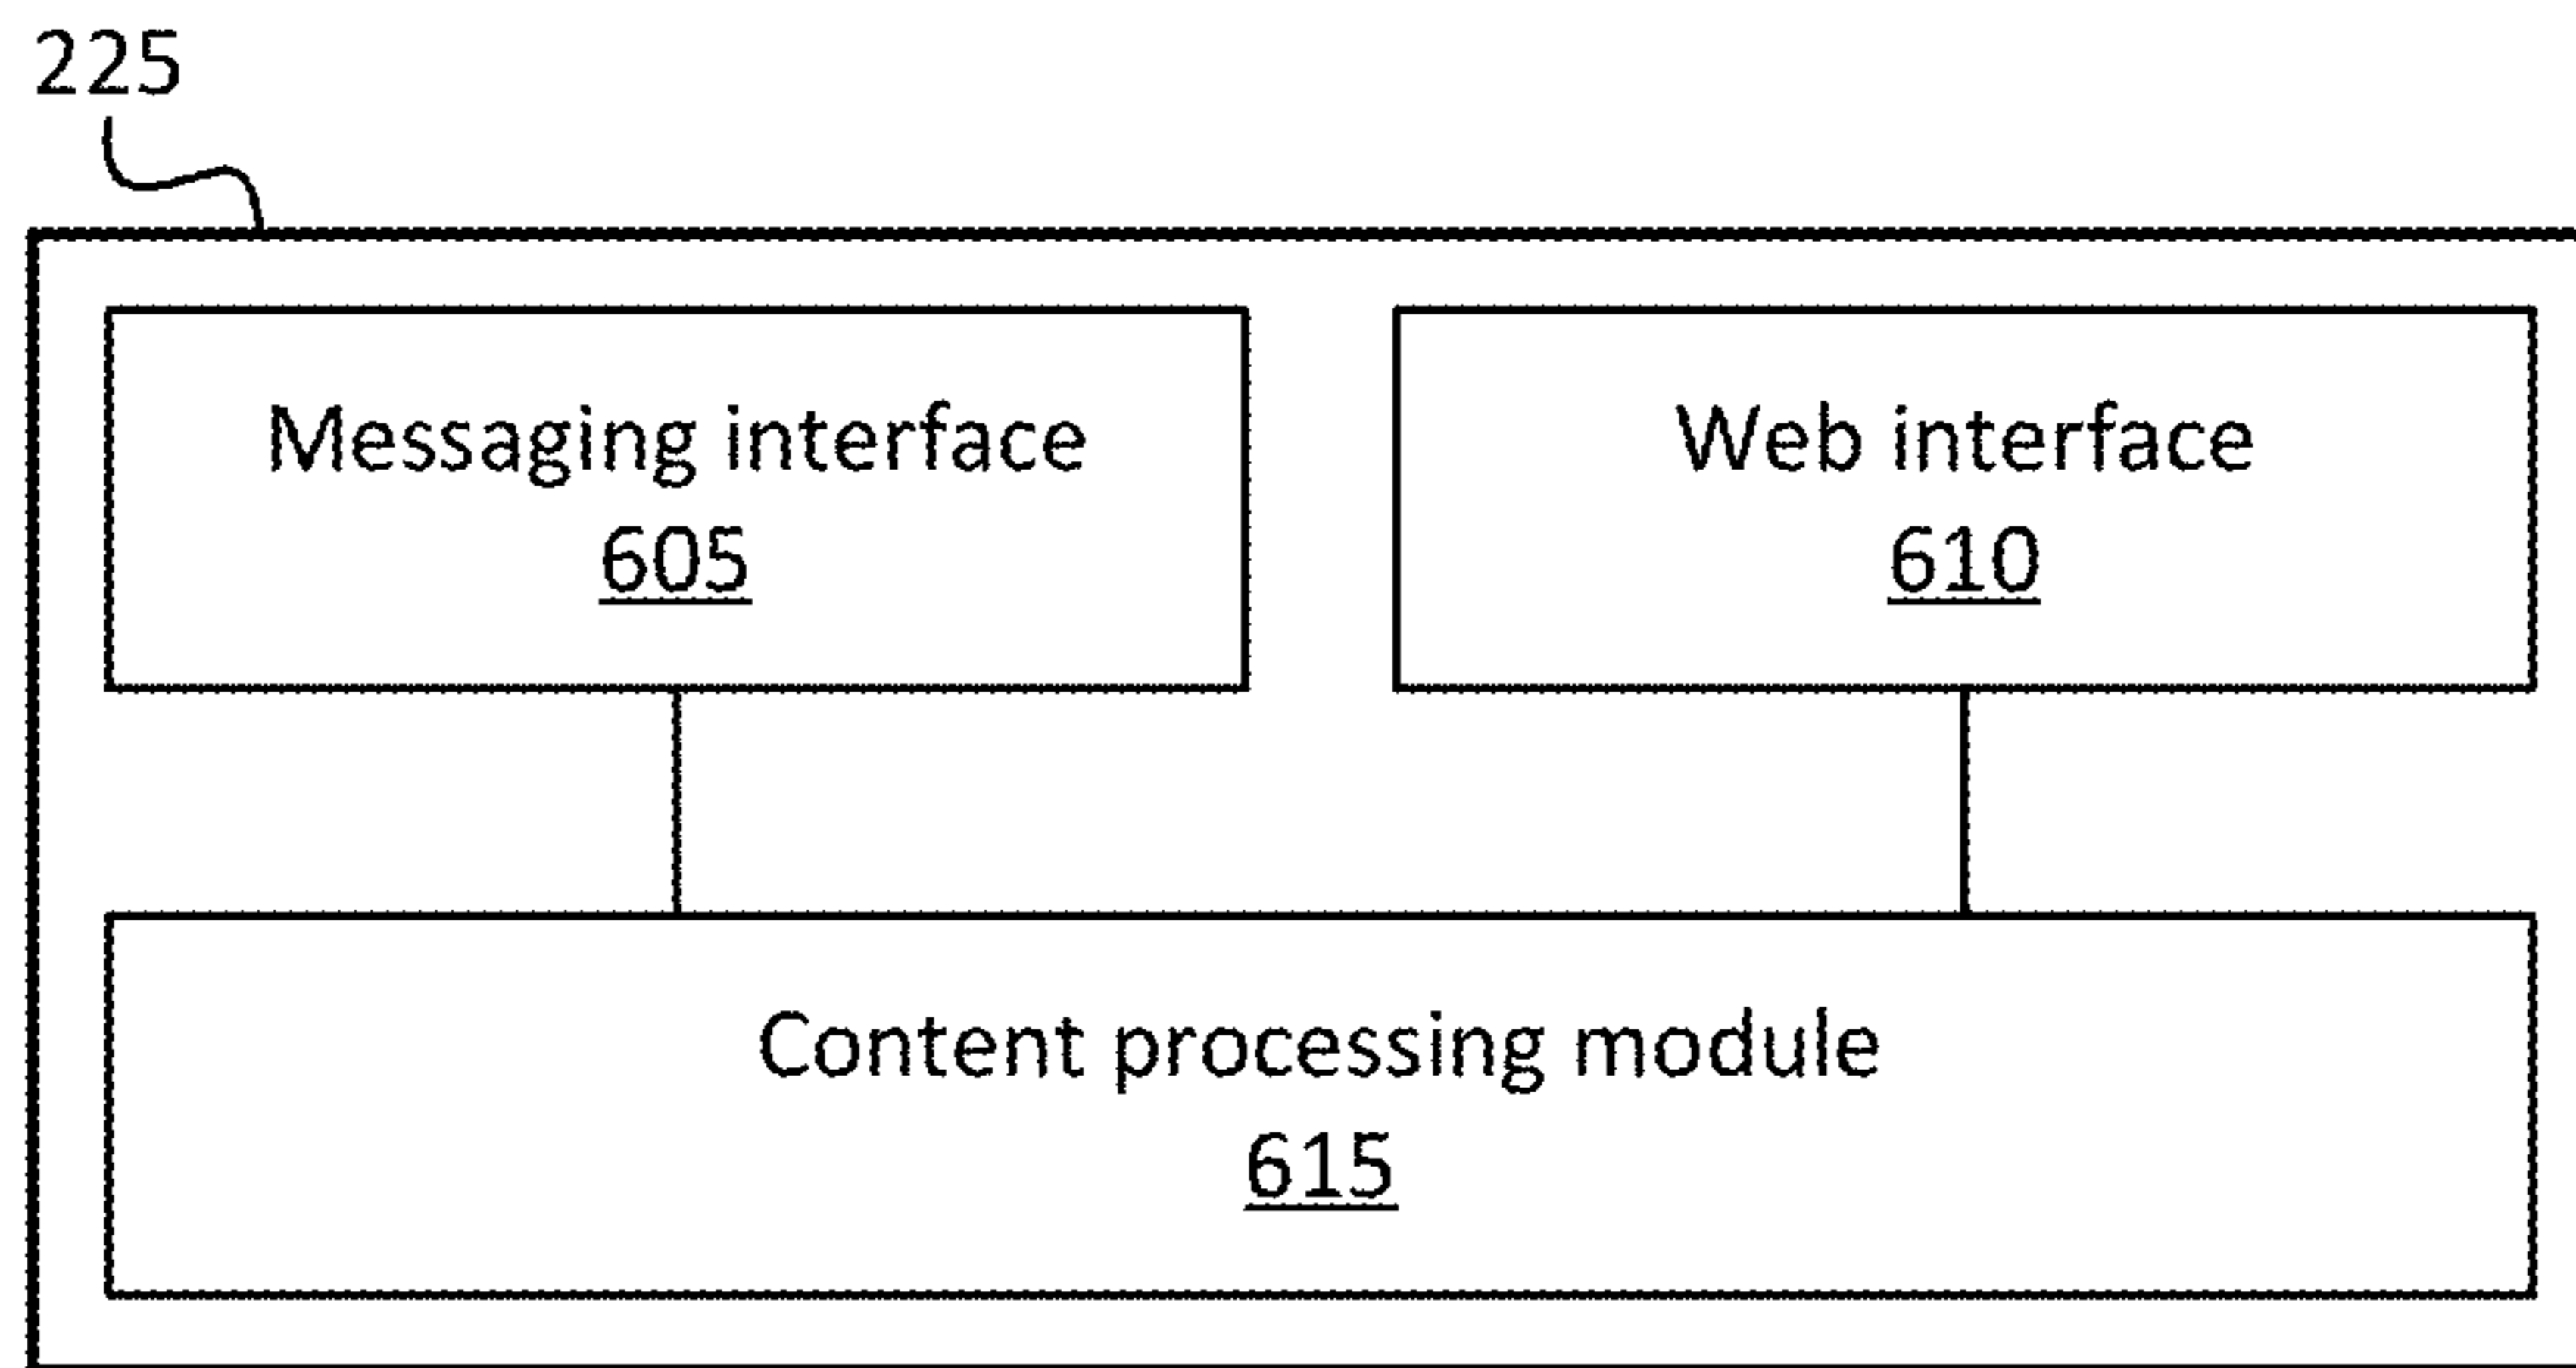 225
Messaging interface
605
Web interface
610
Content processing module
615